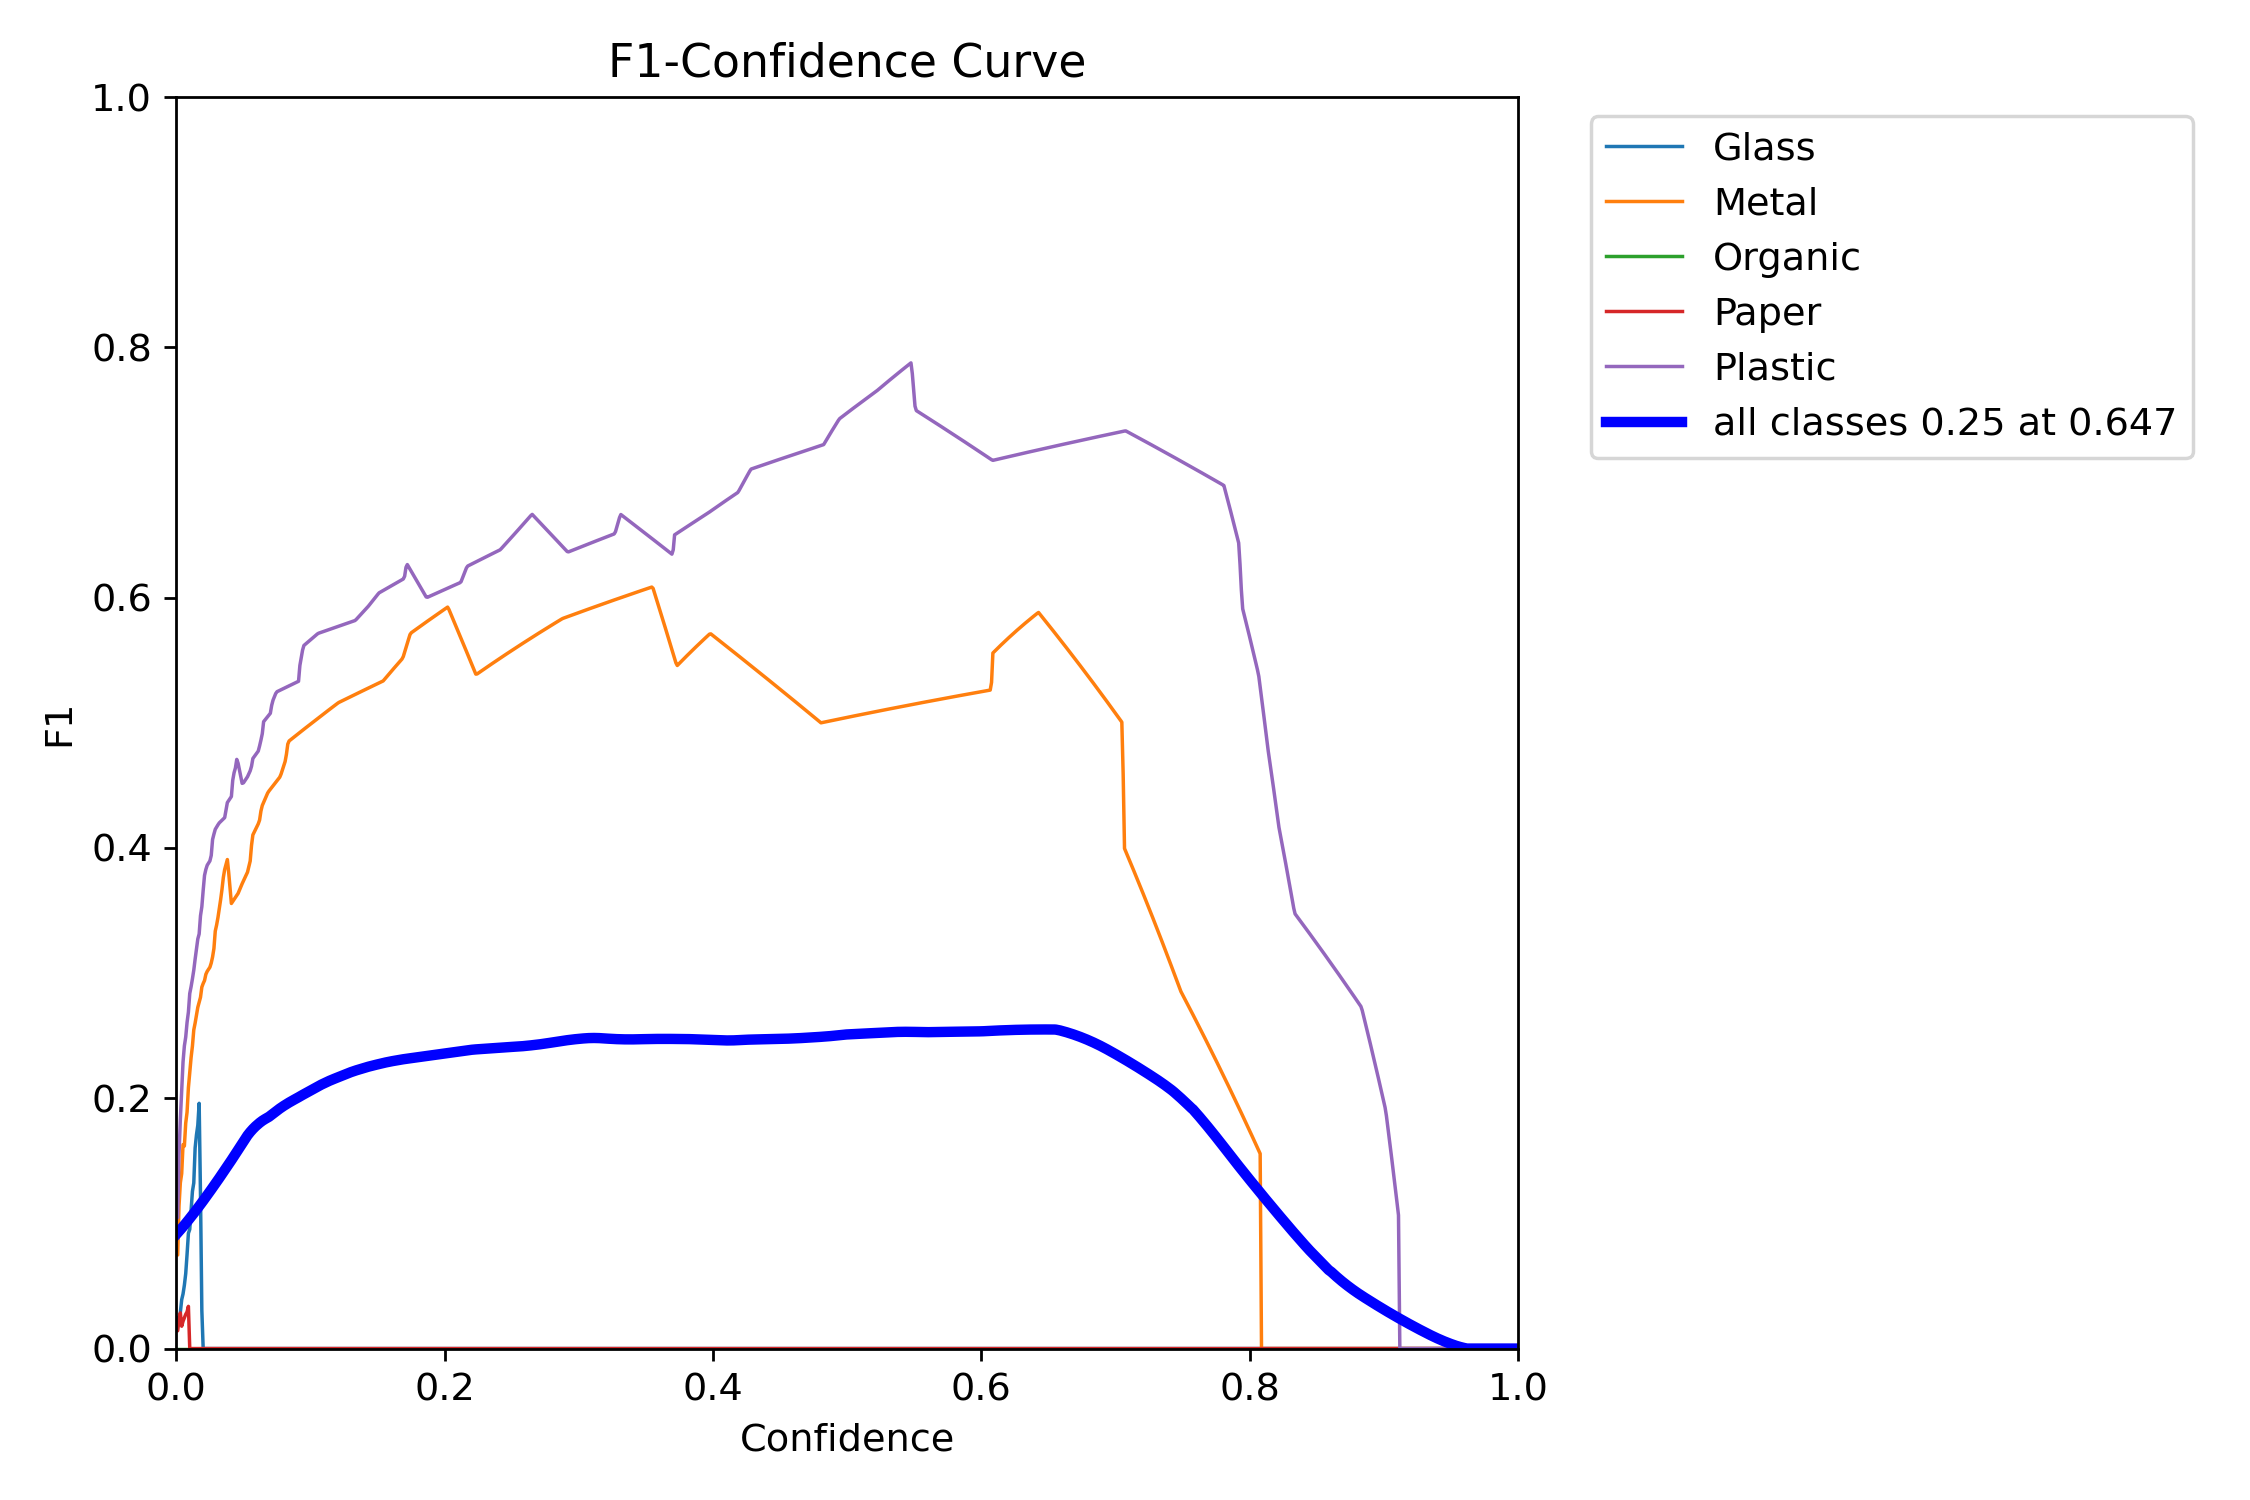 F1-Confidence Curve
1.0
0.8
0.6
0.4
0.2
0.0
F1
0.0 0.2 0.4 0.6 0.8 1.0
Confidence
Glass
Metal
Organic
Paper
Plastic
all classes 0.25 at 0.647